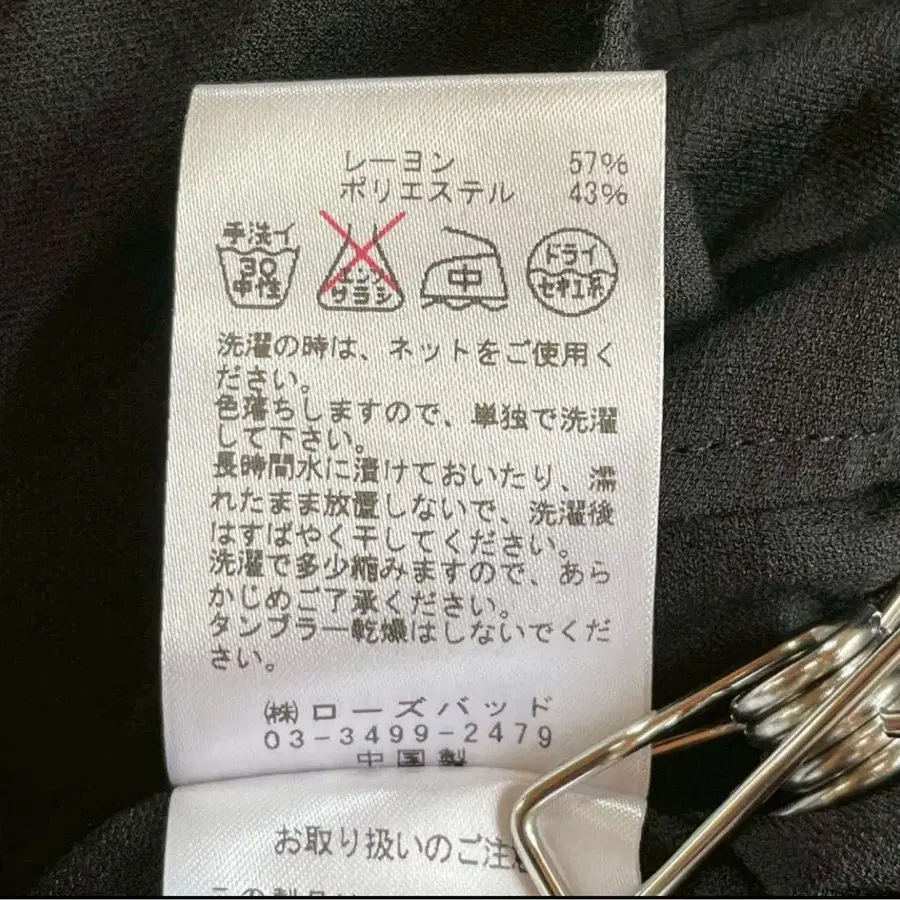 レーヨン 57%
ポリエステル 43%
手洗イ
30
中性
エンソ
サラシ
中
ドライ
セキユ系
洗濯の時は、ネットをご使用く
ださい。
色落ちしますので、単独で洗濯
して下さい。
長時間水に漬けておいたり、濡
れたまま放置しないで、洗濯後
はすばやく干してください。
洗濯で多少縮みますので、あら
かじめご了承ください。
タンブラー乾燥はしないでくだ
さい。
㈱ローズバッド
03-3499-2479
中国製
お取り扱いのご注
この製品は